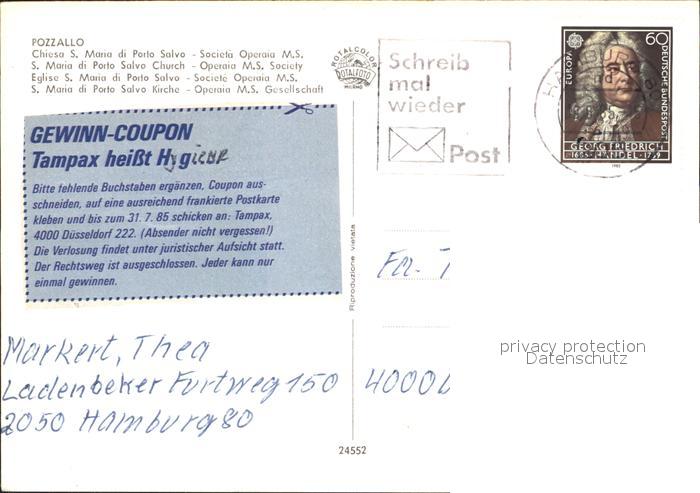 POZZALLO
Chiesa S. Maria di Porto Salvo - Società Operaia M.S.
S. Maria di Porto Salvo Church - Operaia M.S. Society
Eglise S. Maria di Porto Salvo - Societé Operaia M.S.
S. Maria di Porto Salvo Kirche - Operaia M.S. Gesellschaft
ROTALCOLOR
ROTALFOTO
MILANO
Schreib
mal
wieder
Post
HAMBURG
EUROPA
60
DEUTSCHE BUNDESPOST
GEORG FRIEDRICH
1685 HÄNDEL 1759
1985
GEWINN-COUPON
Tampax heißt Hygiene
Bitte fehlende Buchstaben ergänzen, Coupon aus-
schneiden, auf eine ausreichend frankierte Postkarte
kleben und bis zum 31. 7. 85 schicken an: Tampax,
4000 Düsseldorf 222. (Absender nicht vergessen!)
Die Verlosung findet unter juristischer Aufsicht statt.
Der Rechtsweg ist ausgeschlossen. Jeder kann nur
einmal gewinnen.
Riproduzione vietata
Fa. T
4000 D
Markert, Thea
Ladenbeker Furtweg 150
2050 Hamburg 80
24552
privacy protection
Datenschutz